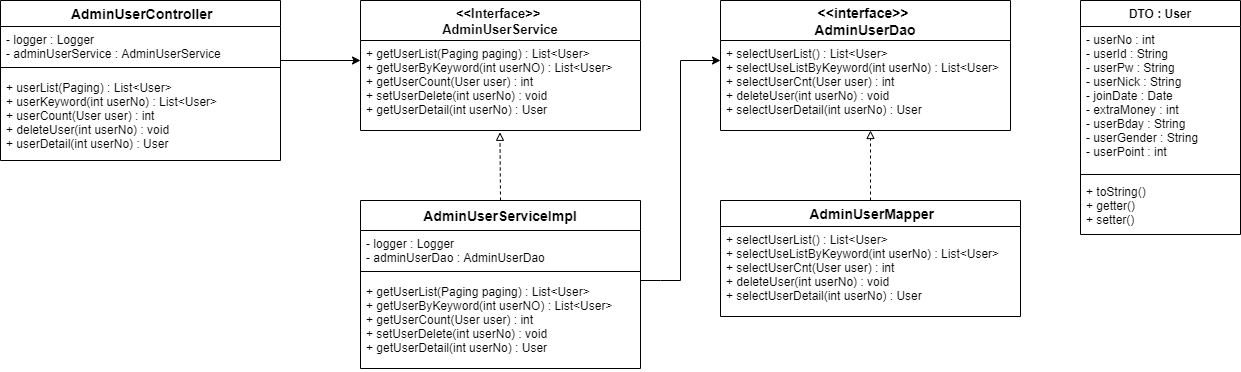 AdminUserController
- logger : Logger
- adminUserService : AdminUserService
+ userList(Paging) : List<User>
+ userKeyword(int userNo) : List<User>
+ userCount(User user) : int
+ deleteUser(int userNo) : void
+ userDetail(int userNo) : User
<<Interface>>
AdminUserService
+ getUserList(Paging paging) : List<User>
+ getUserByKeyword(int userNO) : List<User>
+ getUserCount(User user) : int
+ setUserDelete(int userNo) : void
+ getUserDetail(int userNo) : User
<<interface>>
AdminUserDao
+ selectUserList() : List<User>
+ selectUseListByKeyword(int userNo) : List<User>
+ selectUserCnt(User user) : int
+ deleteUser(int userNo) : void
+ selectUserDetail(int userNo) : User
DTO : User
- userNo : int
- userId : String
- userPw : String
- userNick : String
- joinDate : Date
- extraMoney : int
- userBday : String
- userGender : String
- userPoint : int
+ toString()
+ getter()
+ setter()
AdminUserServiceImpl
- logger : Logger
- adminUserDao : AdminUserDao
+ getUserList(Paging paging) : List<User>
+ getUserByKeyword(int userNO) : List<User>
+ getUserCount(User user) : int
+ setUserDelete(int userNo) : void
+ getUserDetail(int userNo) : User
AdminUserMapper
+ selectUserList() : List<User>
+ selectUseListByKeyword(int userNo) : List<User>
+ selectUserCnt(User user) : int
+ deleteUser(int userNo) : void
+ selectUserDetail(int userNo) : User